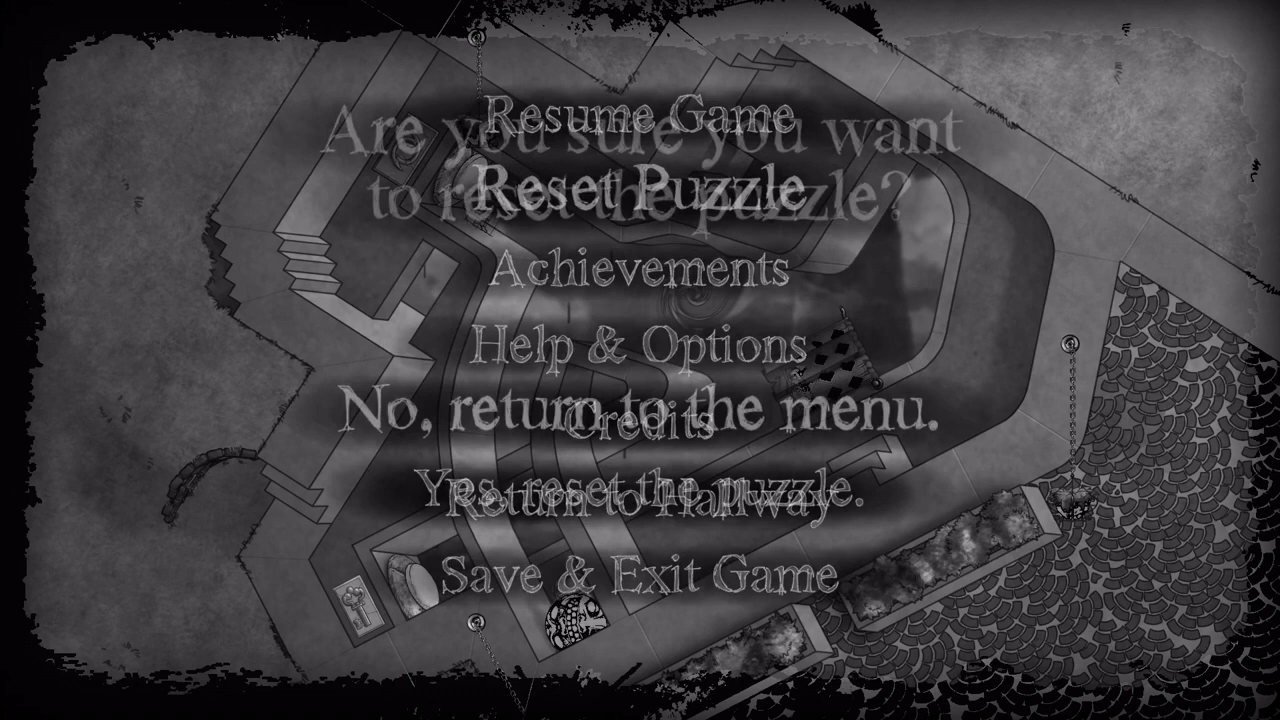 Resume Game
Are you sure you want
Reset Puzzle
to reset the puzzle?
Achievements
Help & Options
No, return to the menu.
Credits
Yes, reset the puzzle.
Return to Hallway
Save & Exit Game